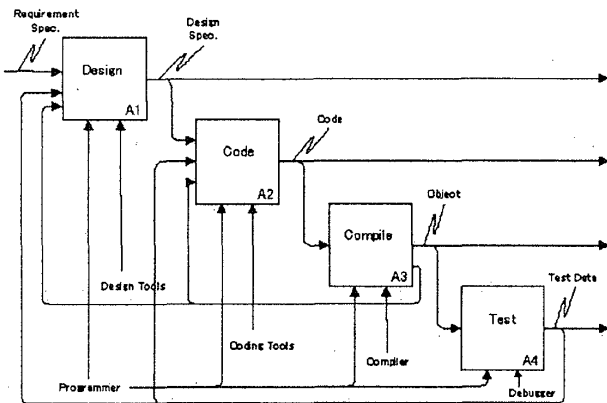 Requirement
Spec.
Design
Spec.
Design
A1
Code
Code
A2
Object
Compile
A3
Design Tools
Test Data
Test
A4
Coding Tools
Compiler
Programmer
Debugger